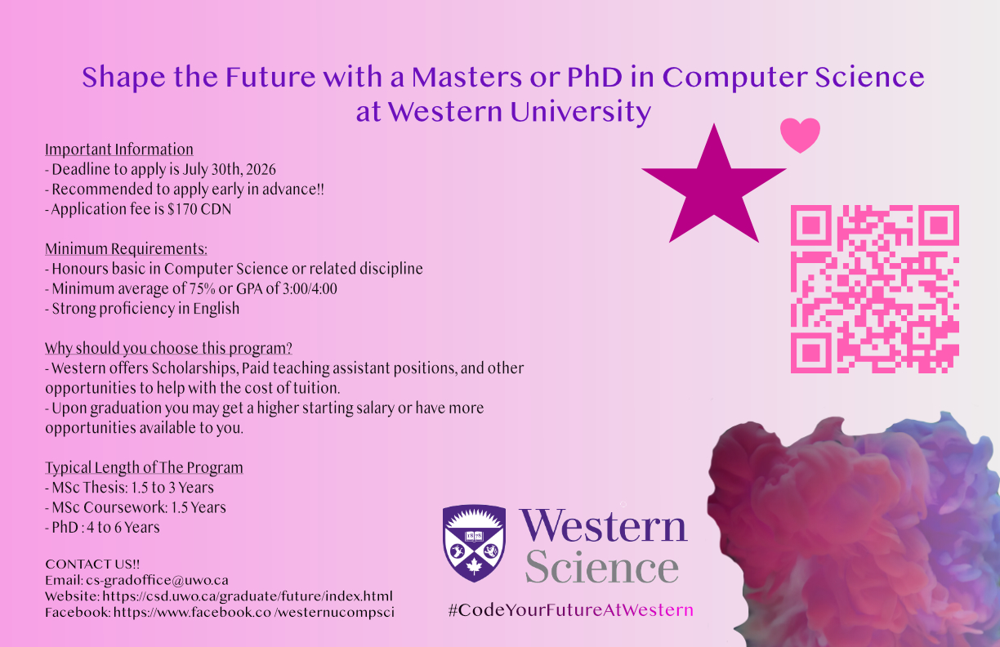 Shape the Future with a Masters or PhD in Computer Science
at Western University
Important Information
- Deadline to apply is July 30th, 2026
- Recommended to apply early in advance!!
- Application fee is $170 CDN
Minimum Requirements:
- Honours basic in Computer Science or related discipline
- Minimum average of 75% or GPA of 3:00/4:00
- Strong proficiency in English
Why should you choose this program?
- Western offers Scholarships, Paid teaching assistant positions, and other
opportunities to help with the cost of tuition.
- Upon graduation you may get a higher starting salary or have more
opportunities available to you.
Typical Length of The Program
- MSc Thesis: 1.5 to 3 Years
- MSc Coursework: 1.5 Years
- PhD : 4 to 6 Years
CONTACT US!!
Email: cs-gradoffice@uwo.ca
Website: https://csd.uwo.ca/graduate/future/index.html
Facebook: https://www.facebook.co /westernucompsci
1878
Western
Science
#CodeYourFutureAtWestern